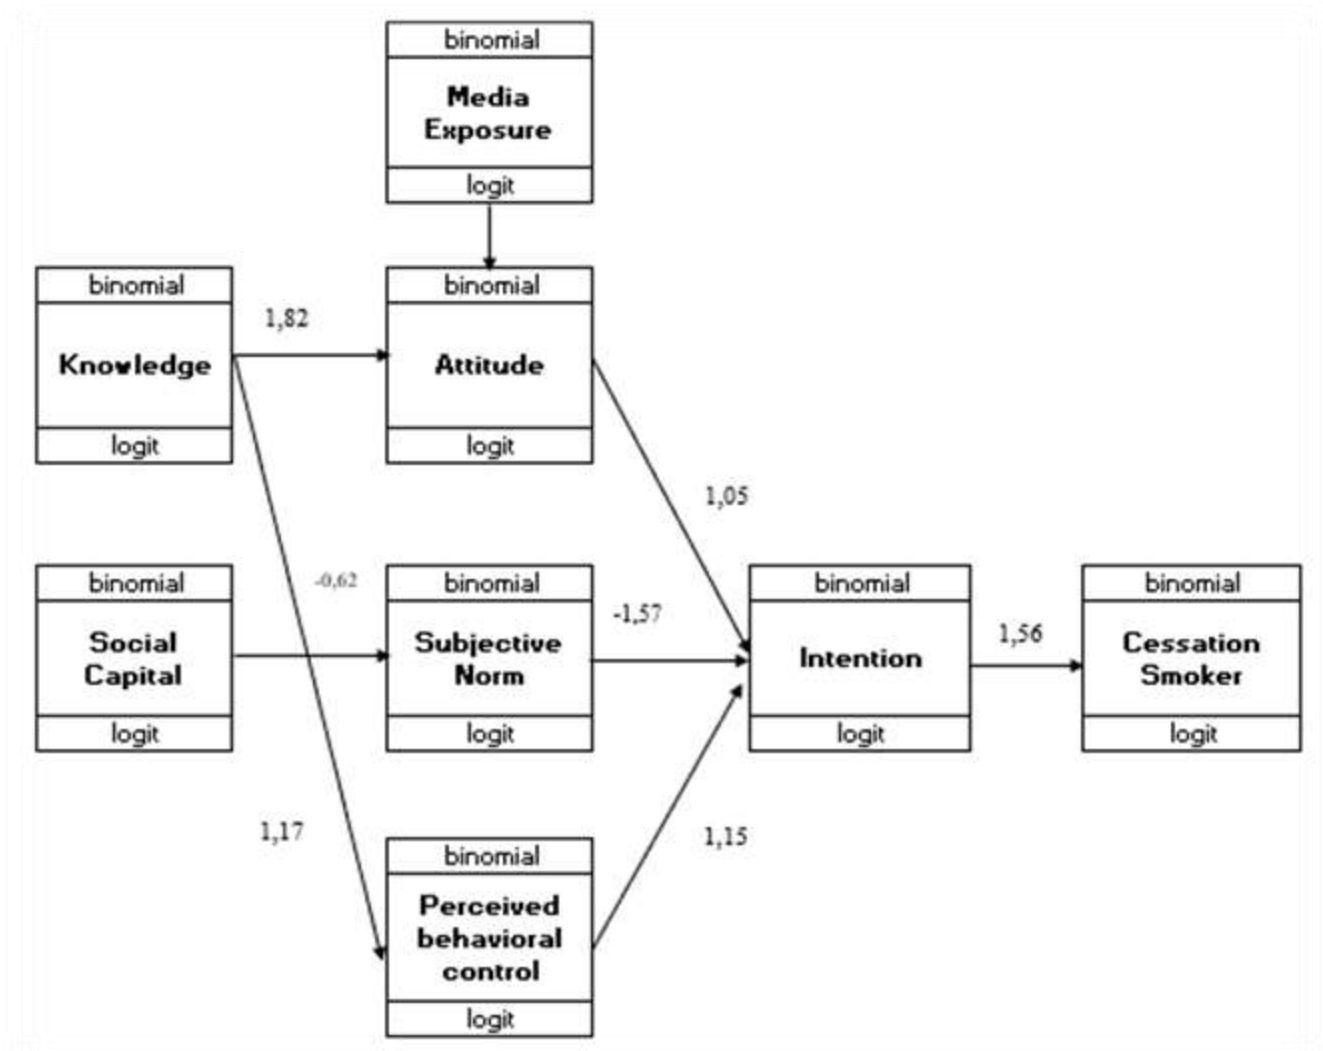 binomial
Media
Exposure
logit
binomial
Knowledge
logit
1,82
binomial
Attitude
logit
1,05
binomial
Social
Capital
logit
-0,62
binomial
Subjective
Norm
logit
-1,57
binomial
Intention
logit
1,56
binomial
Cessation
Smoker
logit
1,17
binomial
Perceived
behavioral
control
logit
1,15